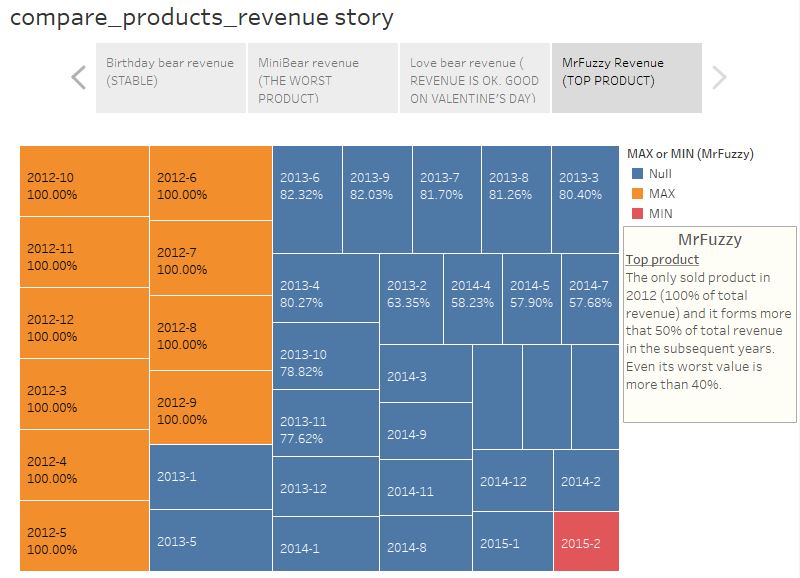 compare_products_revenue story
Birthday bear revenue
(STABLE)
MiniBear revenue
(THE WORST
PRODUCT)
Love bear revenue (
REVENUE IS OK. GOOD
ON VALENTINE'S DAY)
MrFuzzy Revenue
(TOP PRODUCT)
2012-10
100.00%
2012-11
100.00%
2012-12
100.00%
2012-3
100.00%
2012-4
100.00%
2012-5
100.00%
2012-6
100.00%
2012-7
100.00%
2012-8
100.00%
2012-9
100.00%
2013-1
2013-5
2013-6
82.32%
2013-9
82.03%
2013-7
81.70%
2013-8
81.26%
2013-3
80.40%
2013-4
80.27%
2013-10
78.82%
2013-11
77.62%
2013-12
2014-1
2013-2
63.35%
2014-4
58.23%
2014-5
57.90%
2014-7
57.68%
2014-3
2014-9
2014-11
2014-8
2014-12
2014-2
2015-1
2015-2
MAX or MIN (MrFuzzy)
Null
MAX
MIN
MrFuzzy
Top product
The only sold product in
2012 (100% of total
revenue) and it forms more
that 50% of total revenue
in the subsequent years.
Even its worst value is
more than 40%.